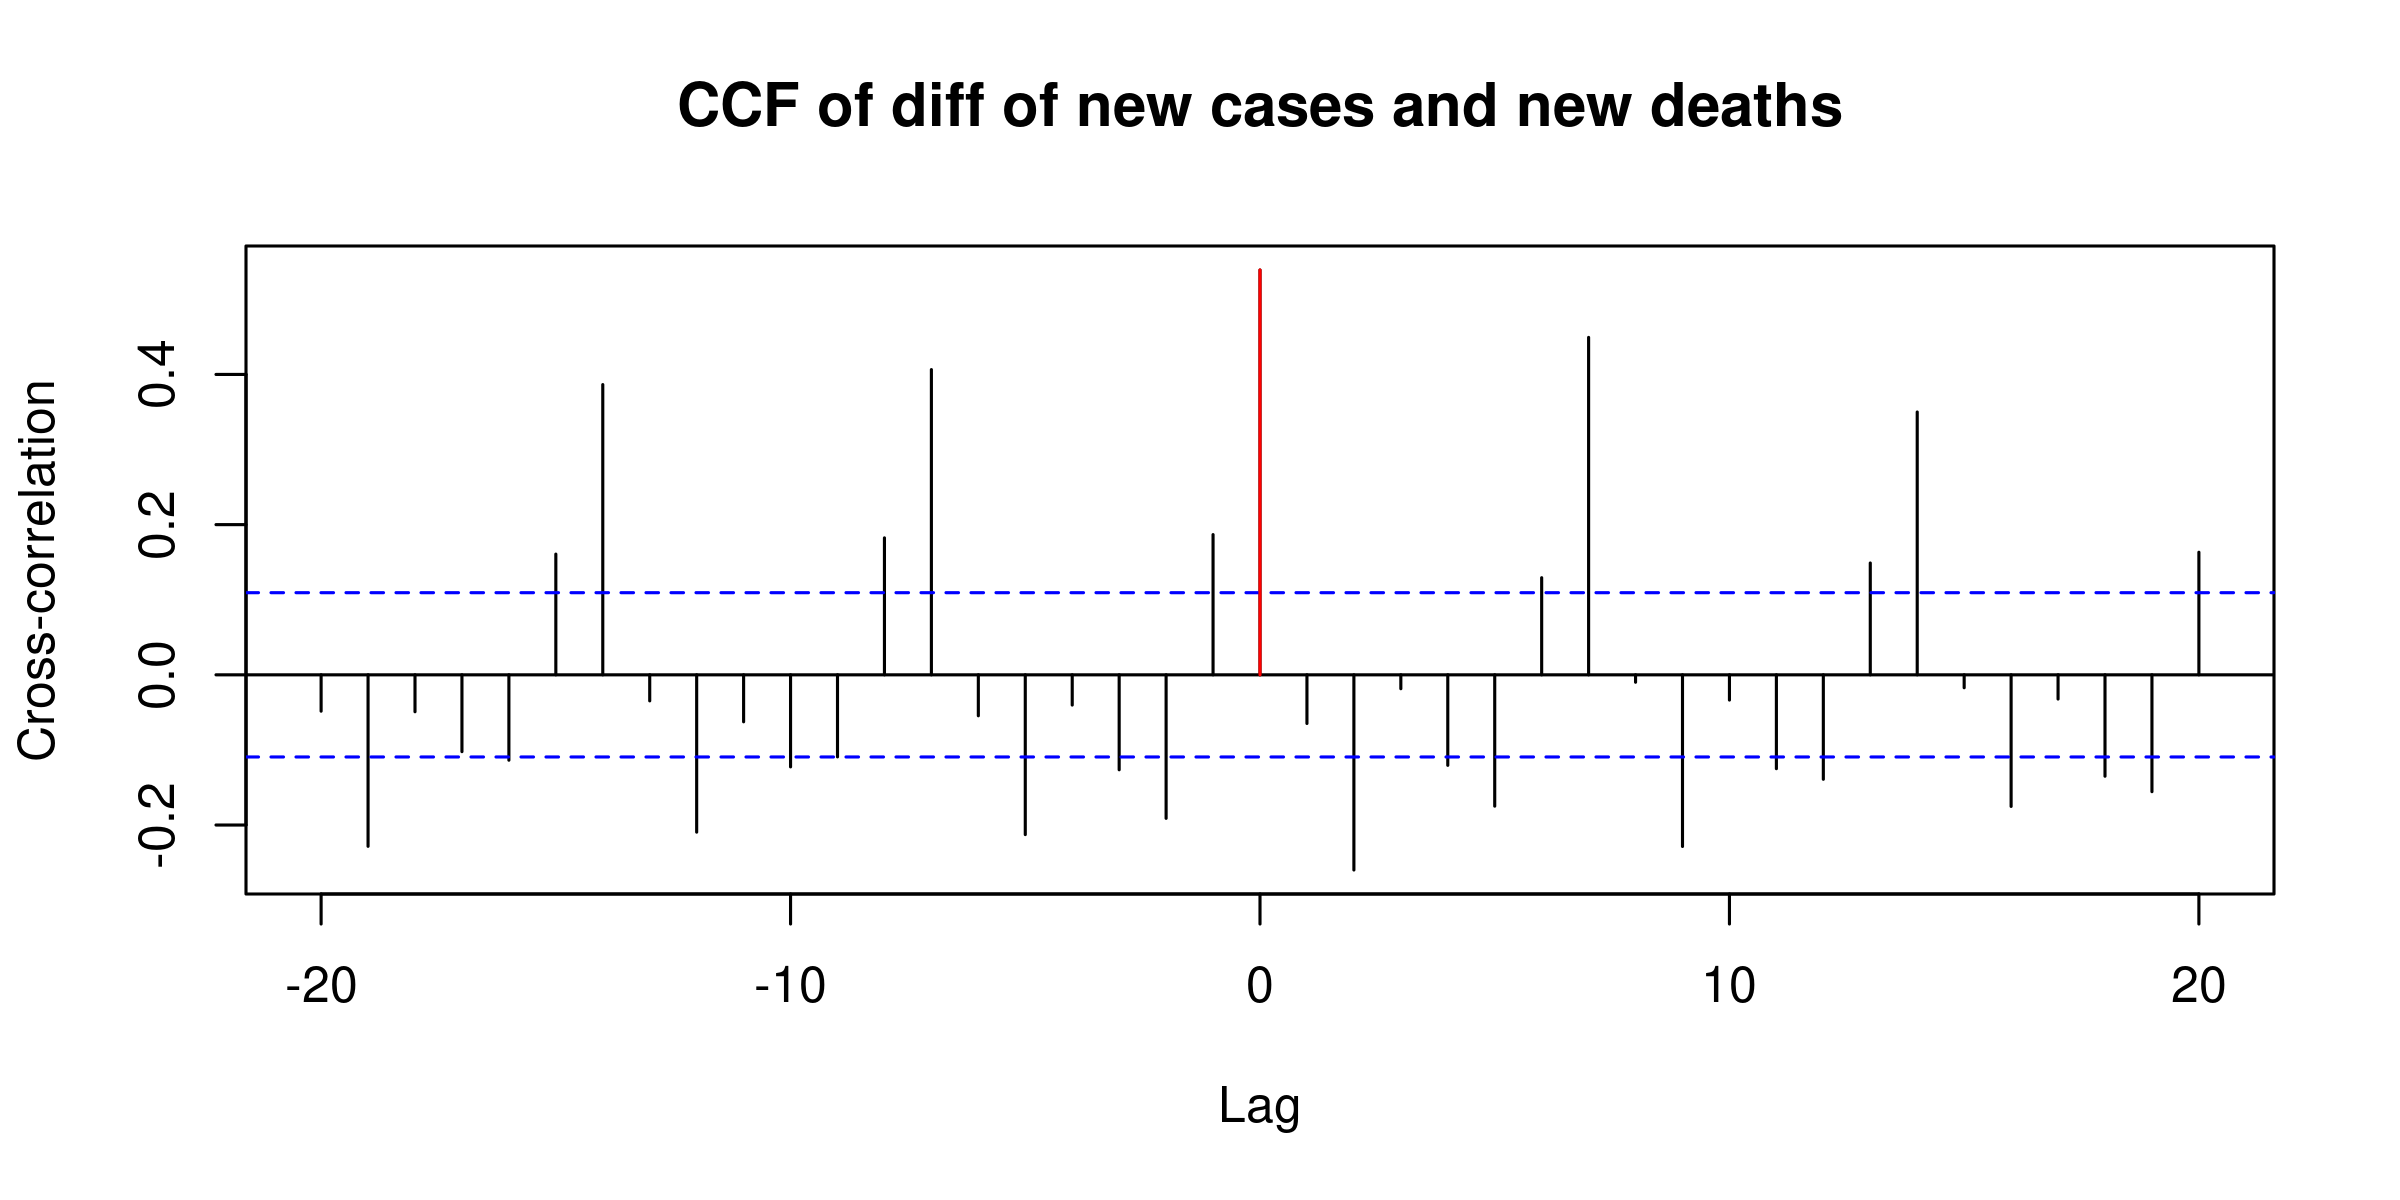 CCF of diff of new cases and new deaths
Cross-correlation
0.4
0.2
0.0
-0.2
-20 -10 0 10 20
Lag